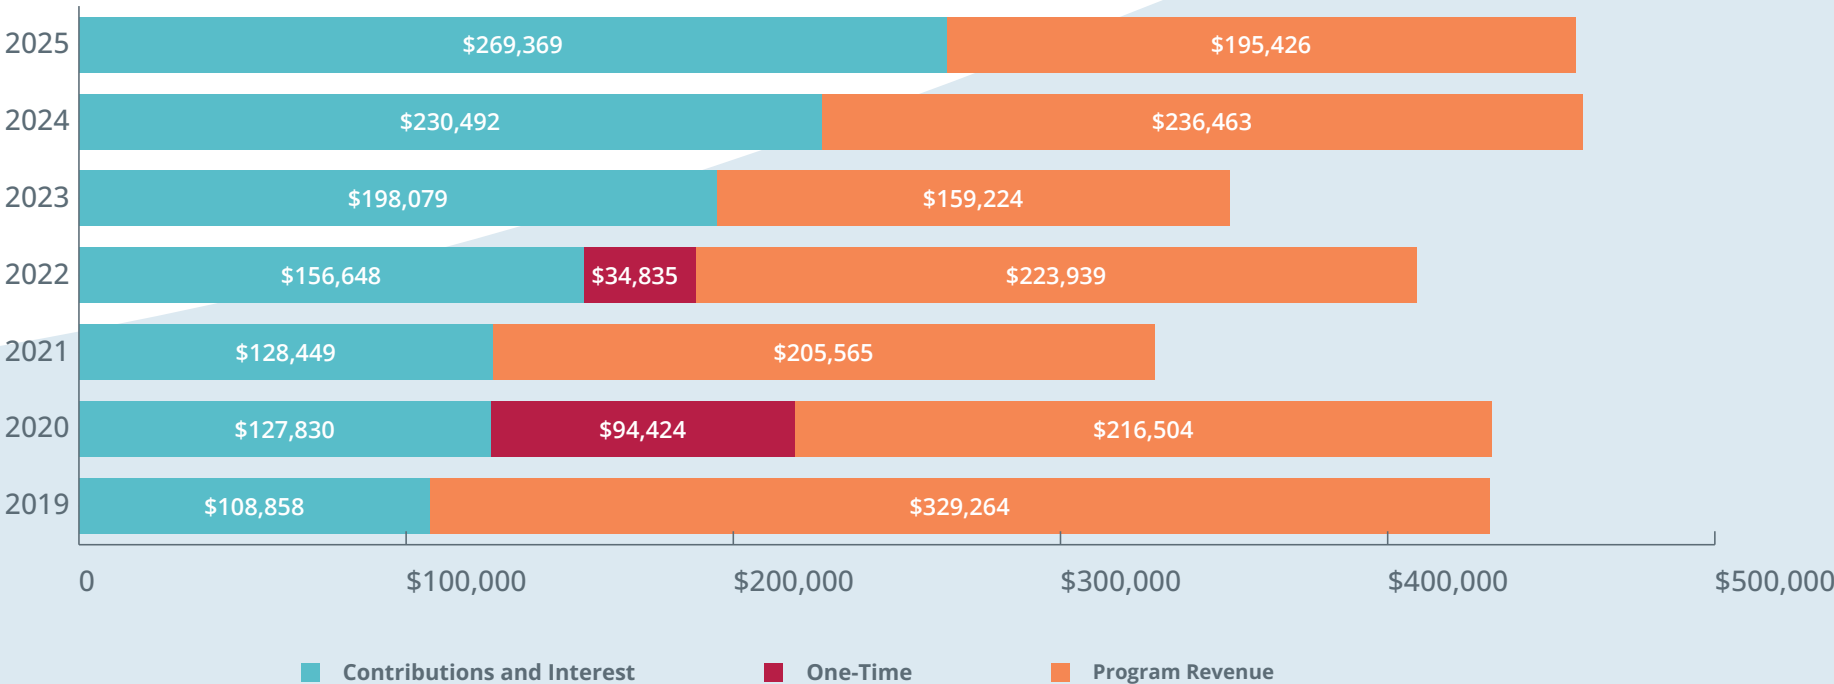 2025 $269,369 $195,426
2024 $230,492 $236,463
2023 $198,079 $159,224
2022 $156,648 $34,835 $223,939
2021 $128,449 $205,565
2020 $127,830 $94,424 $216,504
2019 $108,858 $329,264
0 $100,000 $200,000 $300,000 $400,000 $500,000
Contributions and Interest One-Time Program Revenue